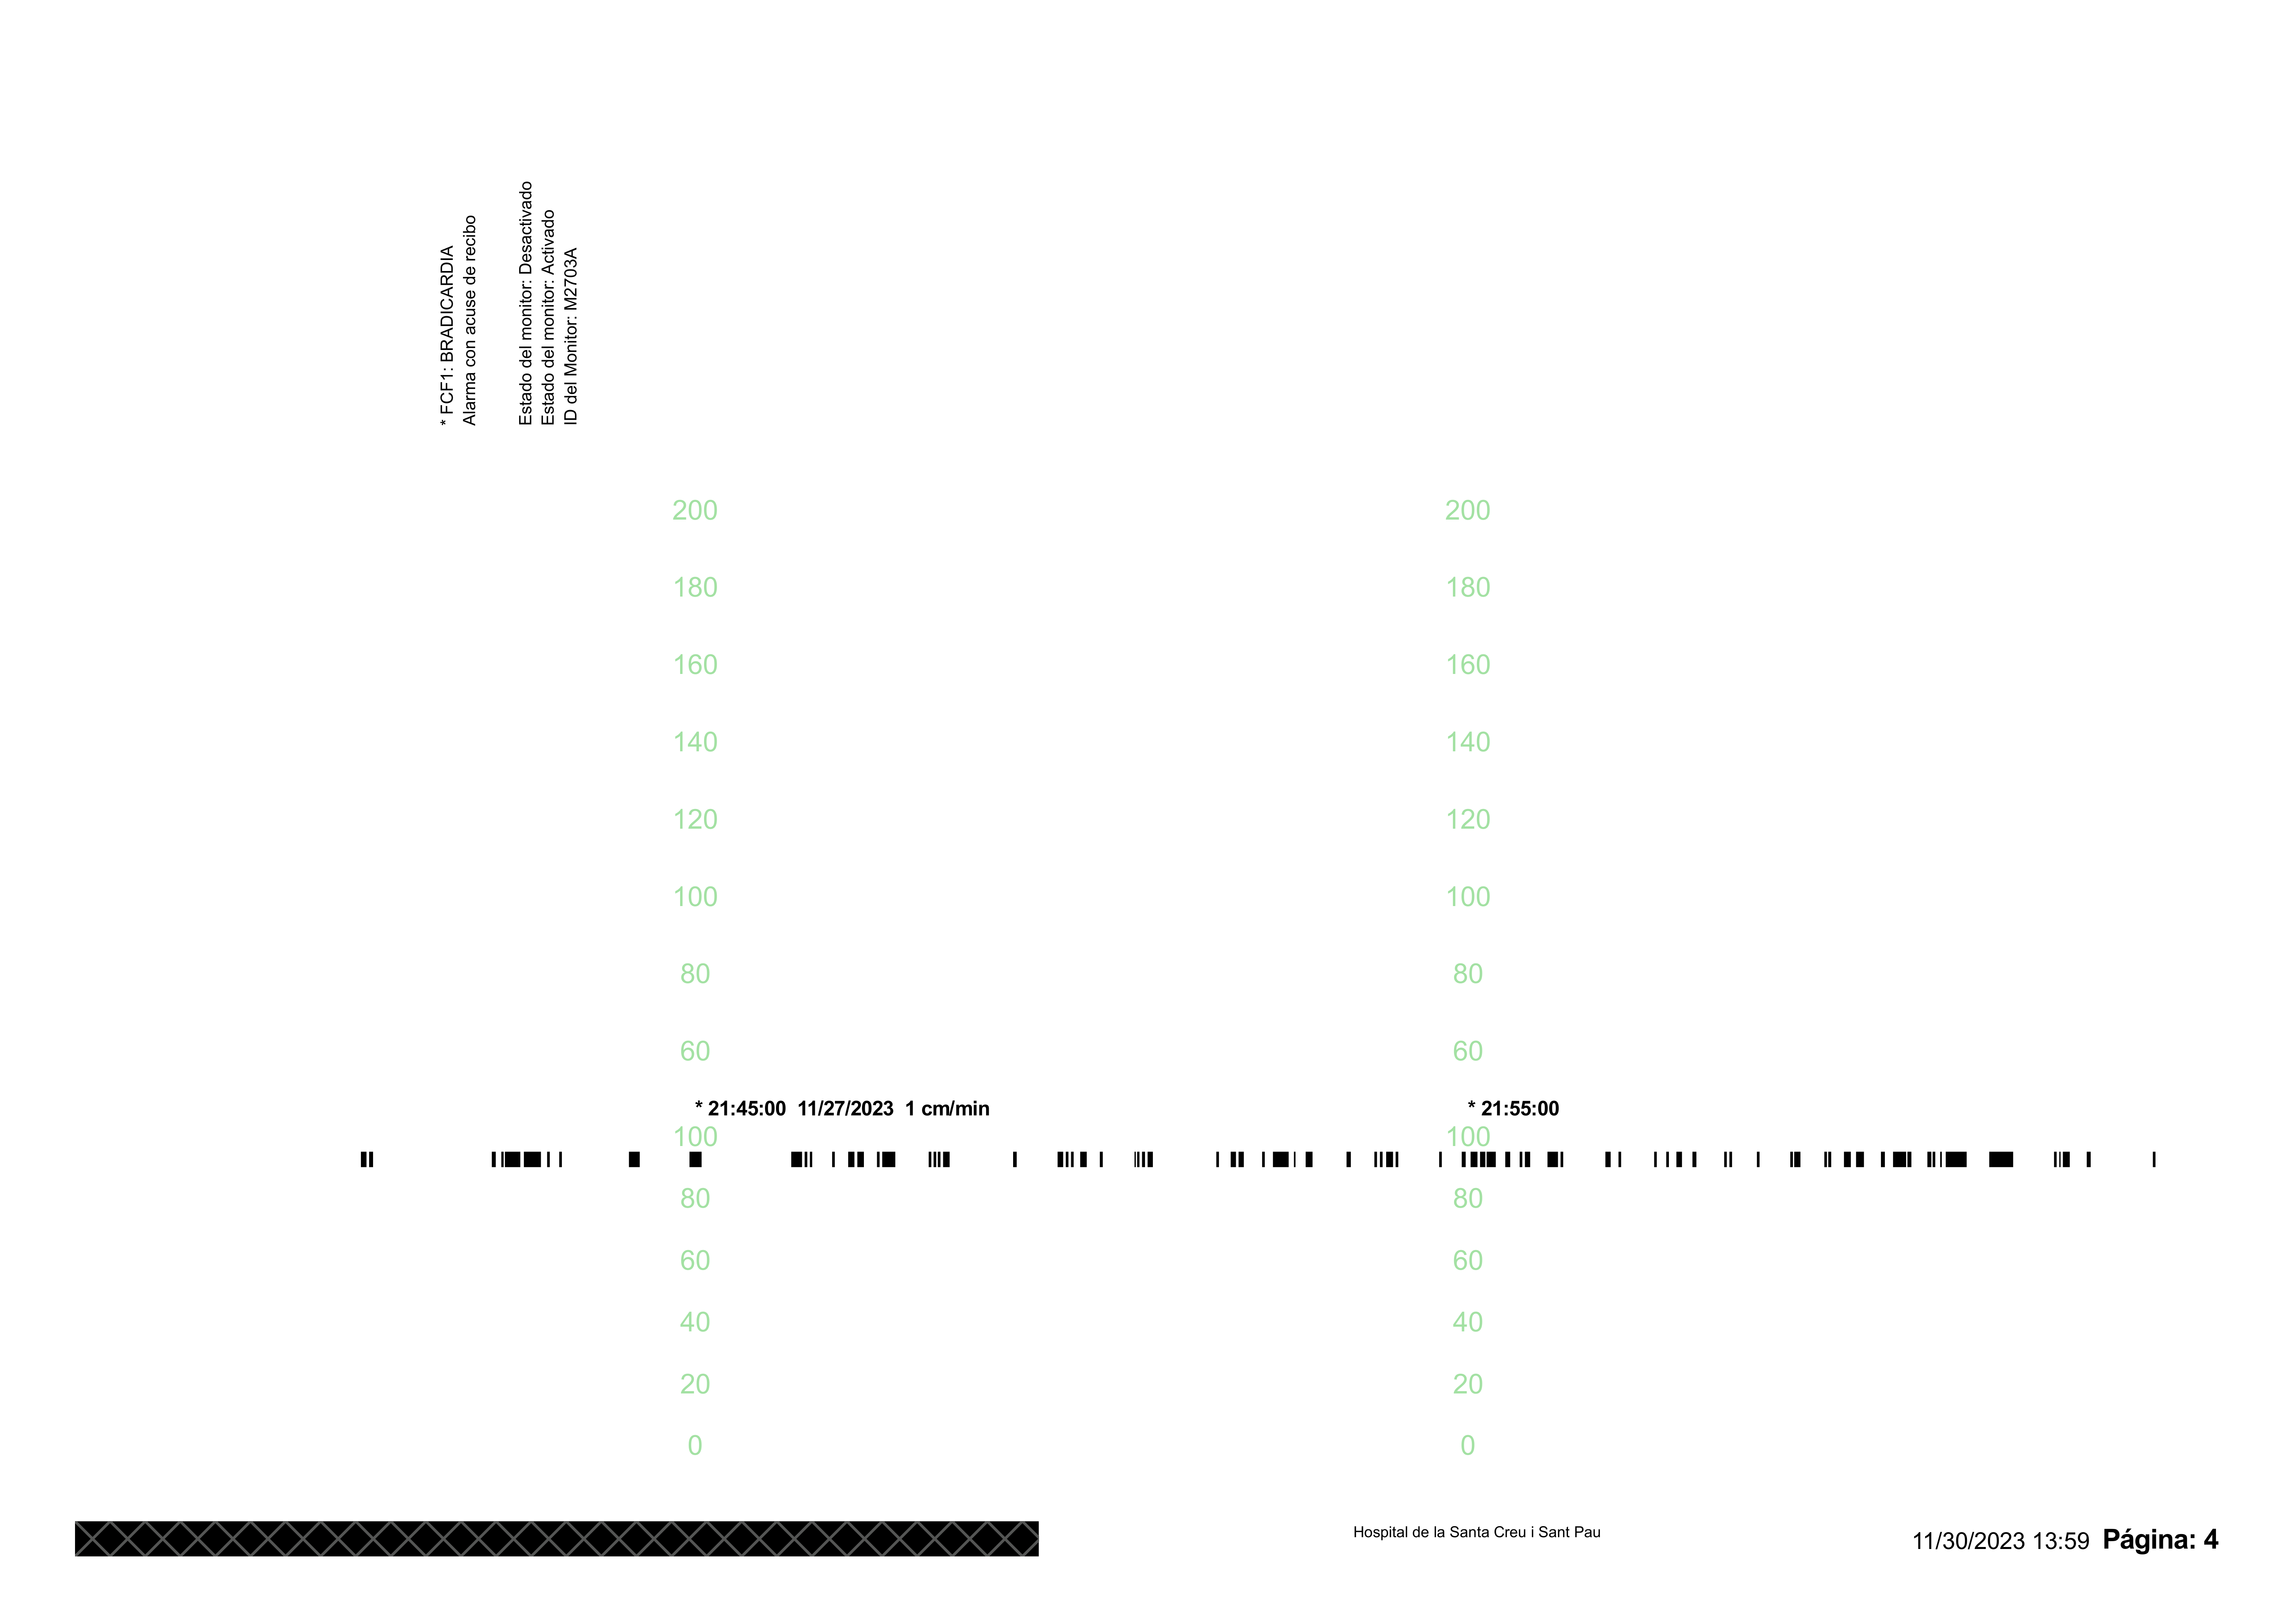 * FCF1: BRADICARDIA
Alarma con acuse de recibo
Estado del monitor: Desactivado
Estado del monitor: Activado
ID del Monitor: M2703A
200 200
180 180
160 160
140 140
120 120
100 100
80 80
60 60
* 21:45:00 11/27/2023 1 cm/min * 21:55:00
100 100
80 80
60 60
40 40
20 20
0 0
Hospital de la Santa Creu i Sant Pau
11/30/2023 13:59 Página: 4